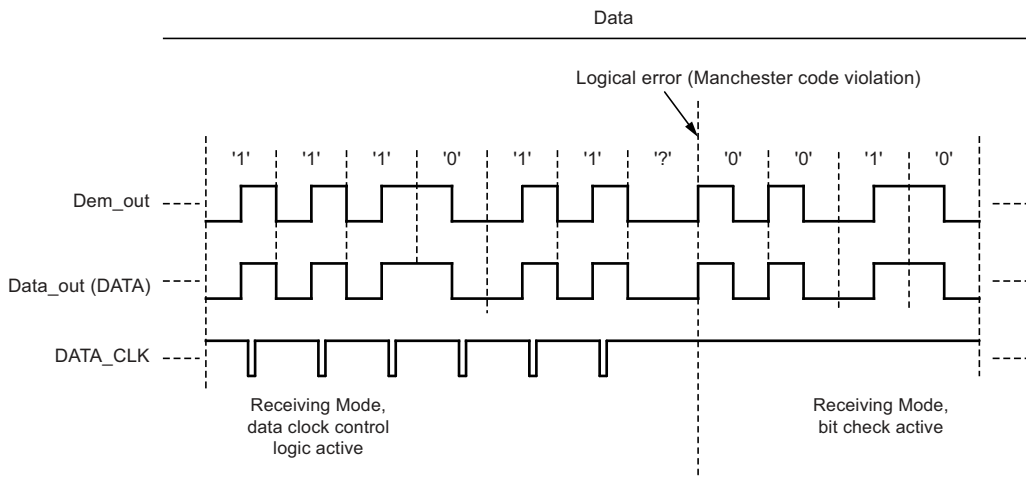 Data
Logical error (Manchester code violation)
'1' '1' '1' '0' '1' '1' '?' '0' '0' '1' '0'
Dem_out
Data_out (DATA)
DATA_CLK
Receiving Mode,
data clock control
logic active
Receiving Mode,
bit check active